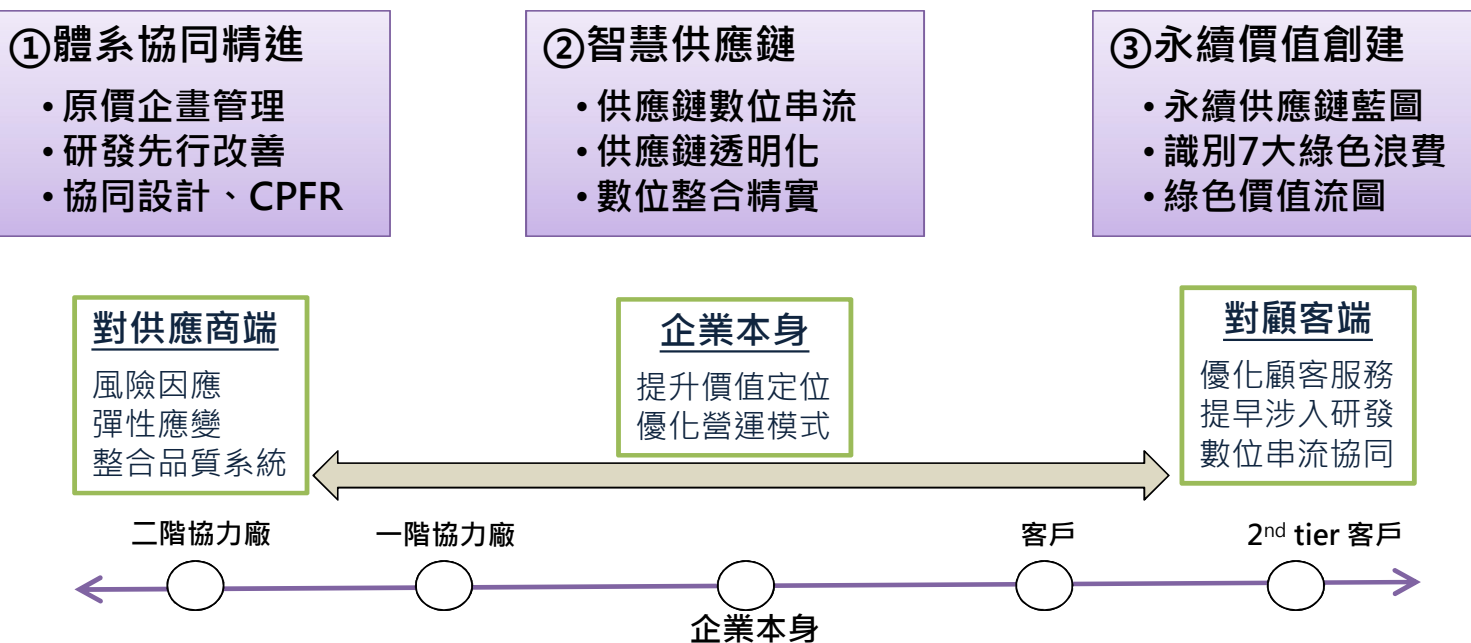 ①體系協同精進
•原價企畫管理
•研發先行改善
•協同設計、CPFR
②智慧供應鏈
•供應鏈數位串流
•供應鏈透明化
•數位整合精實
③永續價值創建
•永續供應鏈藍圖
•識別7大綠色浪費
•綠色價值流圖
對供應商端
風險因應
彈性應變
整合品質系統
企業本身
提升價值定位
優化營運模式
對顧客端
優化顧客服務
提早涉入研發
數位串流協同
二階協力廠
一階協力廠
企業本身
客戶
2nd tier 客戶